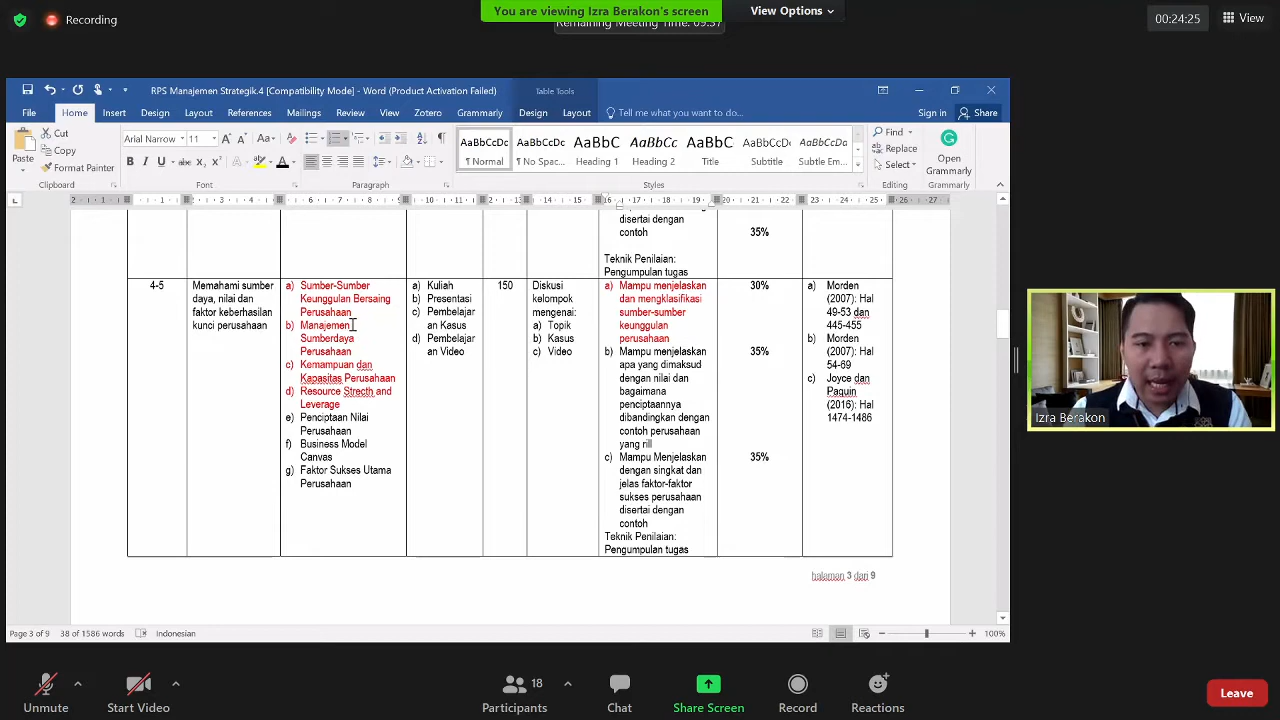 Recording
You are viewing Izra Berakon's screen
View Options
Remaining Meeting Time: 09:37
00:24:25
View
RPS Manajemen Strategik.4 [Compatibility Mode] - Word (Product Activation Failed)
Table Tools
File Home Insert Design Layout References Mailings Review View Zotero Grammarly Design Layout Tell me what you want to do... Sign in Share
Paste
Cut
Copy
Format Painter
Clipboard
Arial Narrow 11
Font
Paragraph
AaBbCcDc AaBbCcDc AaBbC AaBbCc AaBbC AaBbCcD AaBbCcDc
¶ Normal ¶ No Spac... Heading 1 Heading 2 Title Subtitle Subtle Em...
Styles
Find
Replace
Select
Editing
Open
Grammarly
Grammarly
disertai dengan
contoh
35%
Teknik Penilaian:
Pengumpulan tugas
4-5
Memahami sumber
daya, nilai dan
faktor keberhasilan
kunci perusahaan
a) Sumber-Sumber
Keunggulan Bersaing
Perusahaan
b) Manajemen
Sumberdaya
Perusahaan
c) Kemampuan dan
Kapasitas Perusahaan
d) Resource Strecth and
Leverage
e) Penciptaan Nilai
Perusahaan
f) Business Model
Canvas
g) Faktor Sukses Utama
Perusahaan
a) Kuliah
b) Presentasi
c) Pembelajar
an Kasus
d) Pembelajar
an Video
150
Diskusi
kelompok
mengenai:
a) Topik
b) Kasus
c) Video
a) Mampu menjelaskan
dan mengklasifikasi
sumber-sumber
keunggulan
perusahaan
b) Mampu menjelaskan
apa yang dimaksud
dengan nilai dan
bagaimana
penciptaannya
dibandingkan dengan
contoh perusahaan
yang rill
c) Mampu Menjelaskan
dengan singkat dan
jelas faktor-faktor
sukses perusahaan
disertai dengan
contoh
Teknik Penilaian:
Pengumpulan tugas
30%
35%
35%
a) Morden
(2007): Hal
49-53 dan
445-455
b) Morden
(2007): Hal
54-69
c) Joyce dan
Paquin
(2016): Hal
1474-1486
halaman 3 dari 9
Page 3 of 9 38 of 1586 words Indonesian
100%
Izra Berakon
Unmute
Start Video
18
Participants
Chat
Share Screen
Record
Reactions
Leave